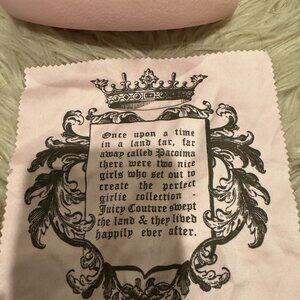 Once upon a time
in a land far, far
away called Pacoima
there were two nice
girls who set out to
create the perfect
girlie collection -
Juicy Couture swept
the land & they lived
happily ever after.